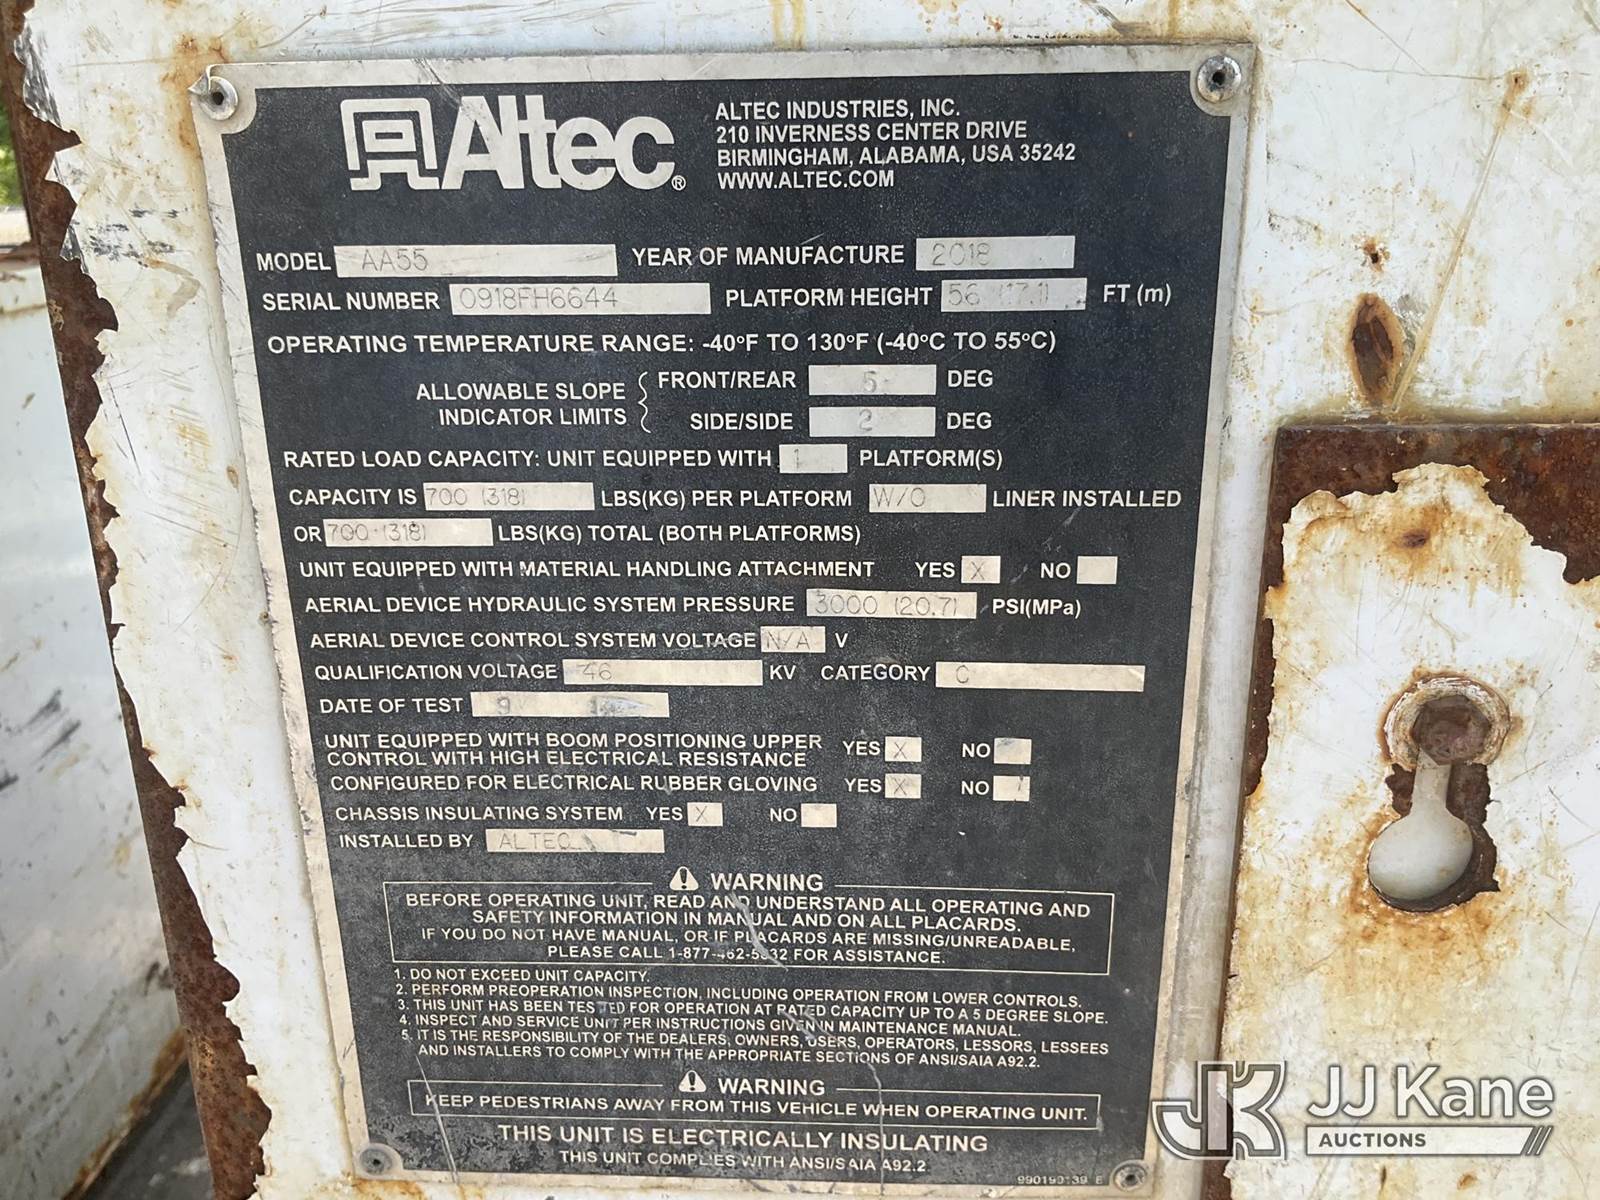 Altec®
ALTEC INDUSTRIES, INC.
210 INVERNESS CENTER DRIVE
BIRMINGHAM, ALABAMA, USA 35242
WWW.ALTEC.COM
MODEL AA55 YEAR OF MANUFACTURE 2018
SERIAL NUMBER 0918FH6644 PLATFORM HEIGHT 56 (17.1) FT (m)
OPERATING TEMPERATURE RANGE: -40°F TO 130°F (-40°C TO 55°C)
ALLOWABLE SLOPE INDICATOR LIMITS { FRONT/REAR 5 DEG
SIDE/SIDE 2 DEG
RATED LOAD CAPACITY: UNIT EQUIPPED WITH 1 PLATFORM(S)
CAPACITY IS 700 (318) LBS(KG) PER PLATFORM W/O LINER INSTALLED
OR 700 (318) LBS(KG) TOTAL (BOTH PLATFORMS)
UNIT EQUIPPED WITH MATERIAL HANDLING ATTACHMENT YES X NO
AERIAL DEVICE HYDRAULIC SYSTEM PRESSURE 3000 (20.7) PSI(MPa)
AERIAL DEVICE CONTROL SYSTEM VOLTAGE N/A V
QUALIFICATION VOLTAGE 46 KV CATEGORY C
DATE OF TEST 9
UNIT EQUIPPED WITH BOOM POSITIONING UPPER
CONTROL WITH HIGH ELECTRICAL RESISTANCE YES X NO
CONFIGURED FOR ELECTRICAL RUBBER GLOVING YES X NO
CHASSIS INSULATING SYSTEM YES X NO
INSTALLED BY ALTEC
WARNING
BEFORE OPERATING UNIT, READ AND UNDERSTAND ALL OPERATING AND
SAFETY INFORMATION IN MANUAL AND ON ALL PLACARDS.
IF YOU DO NOT HAVE MANUAL, OR IF PLACARDS ARE MISSING/UNREADABLE,
PLEASE CALL FOR ASSISTANCE.
1. DO NOT EXCEED UNIT CAPACITY.
2. PERFORM PREOPERATION INSPECTION, INCLUDING OPERATION FROM LOWER CONTROLS.
3. THIS UNIT HAS BEEN TESTED FOR OPERATION AT RATED CAPACITY UP TO A 5 DEGREE SLOPE.
4. INSPECT AND SERVICE UNIT PER INSTRUCTIONS GIVEN IN MAINTENANCE MANUAL.
5. IT IS THE RESPONSIBILITY OF THE DEALERS, OWNERS, USERS, OPERATORS, LESSORS, LESSEES
AND INSTALLERS TO COMPLY WITH THE APPROPRIATE SECTIONS OF ANSI/SAIA A92.2.
WARNING
KEEP PEDESTRIANS AWAY FROM THIS VEHICLE WHEN OPERATING UNIT.
THIS UNIT IS ELECTRICALLY INSULATING
THIS UNIT COMPLIES WITH ANSI/SAIA A92.2
990190139 E
JK JJ Kane
AUCTIONS